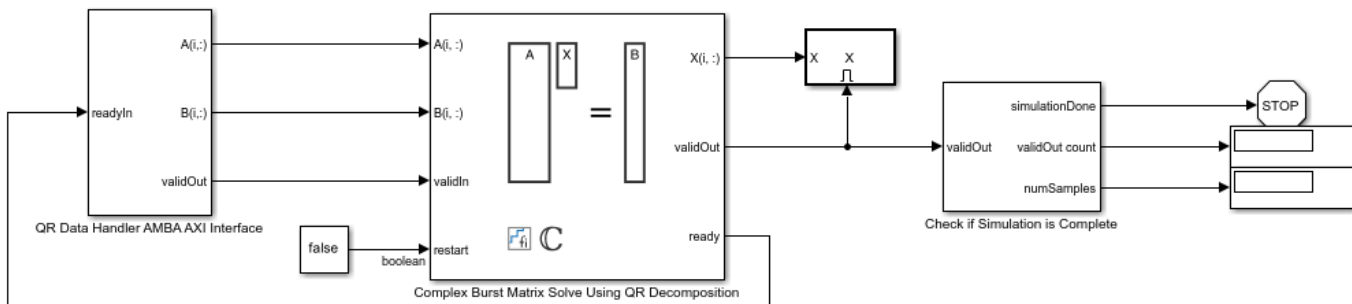 readyIn
A(i,:)
B(i,:)
validOut
QR Data Handler AMBA AXI Interface
false
boolean
A(i, :)
B(i, :)
validIn
restart
A
X
=
B
fi ℂ
X(i, :)
validOut
ready
Complex Burst Matrix Solve Using QR Decomposition
X X
validOut
simulationDone
validOut count
numSamples
Check if Simulation is Complete
STOP